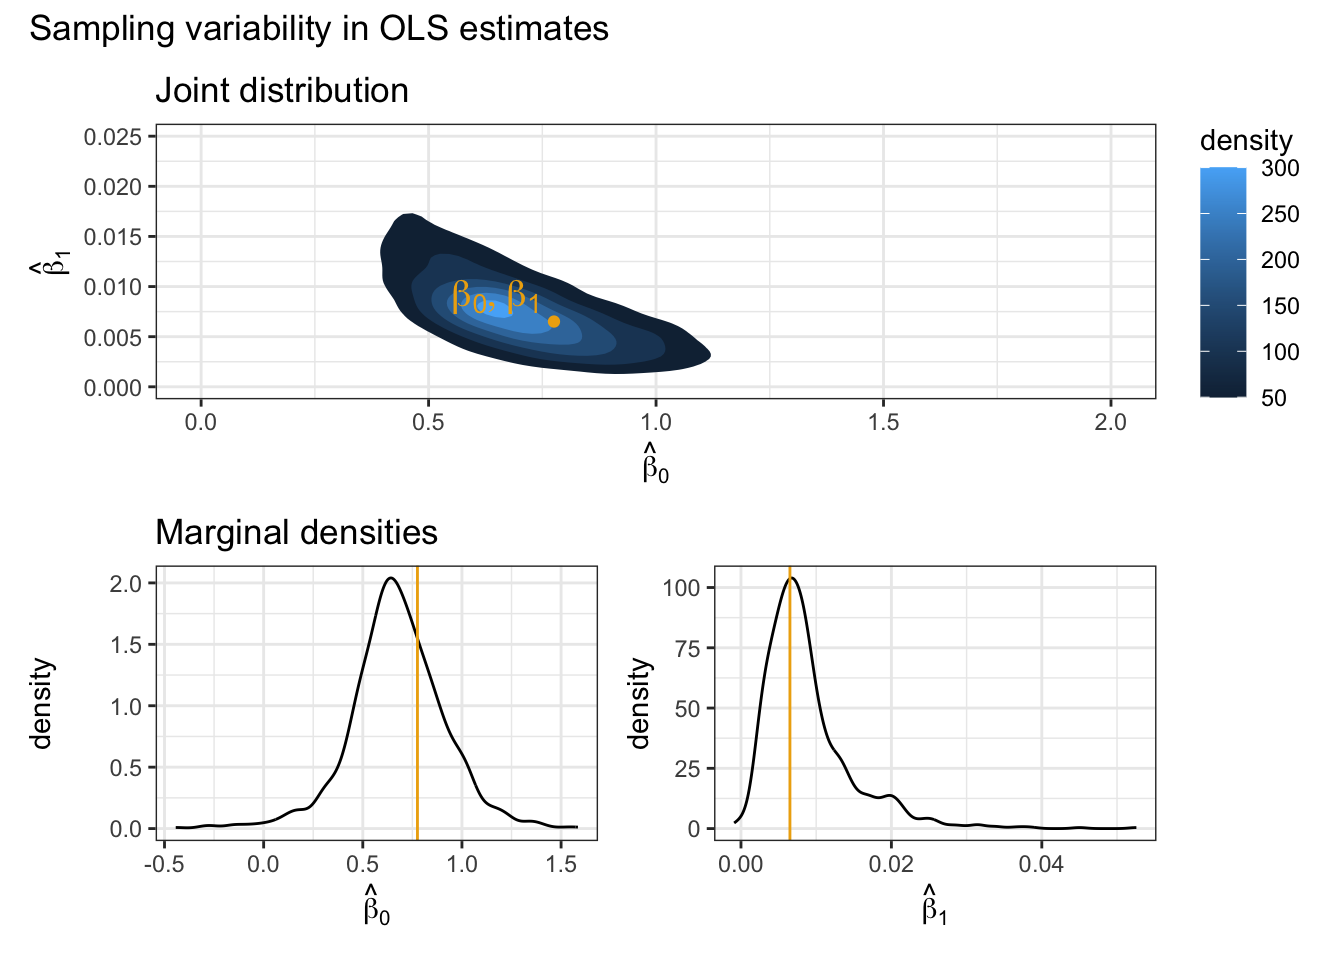 Sampling variability in OLS estimates
Joint distribution
density
0.025
0.020
0.015
0.010
0.005
0.000
β̂₁
β₀, β₁
300
250
200
150
100
50
0.0 0.5 1.0 1.5 2.0
β̂₀
Marginal densities
density
2.0
1.5
1.0
0.5
0.0
-0.5 0.0 0.5 1.0 1.5
β̂₀
density
100
75
50
25
0
0.00 0.02 0.04
β̂₁